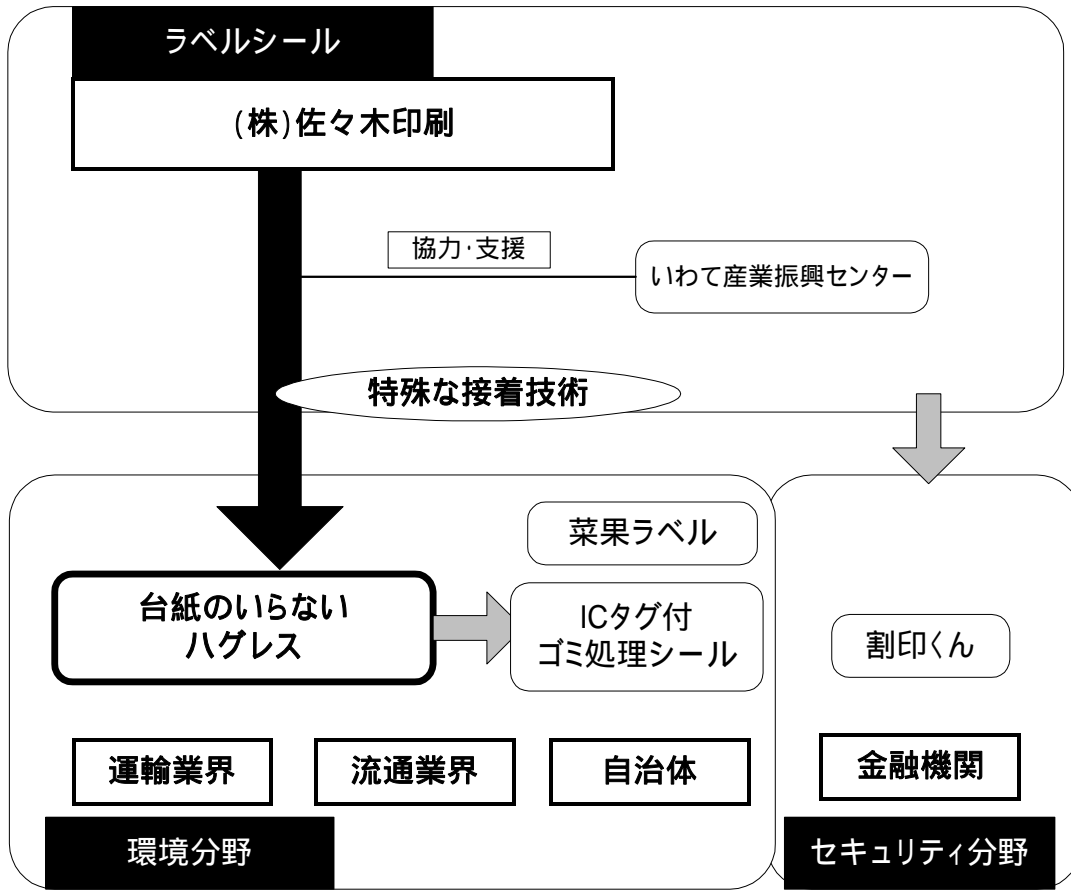 ラベルシール
(株)佐々木印刷
協力・支援
いわて産業振興センター
特殊な接着技術
菜果ラベル
台紙のいらない
ハグレス
ICタグ付
ゴミ処理シール
割印くん
運輸業界
流通業界
自治体
金融機関
環境分野
セキュリティ分野